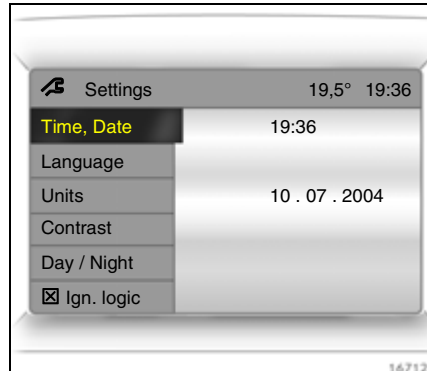 Settings 19,5° 19:36
Time, Date 19:36
Language
Units 10 . 07 . 2004
Contrast
Day / Night
☒ Ign. logic
16712